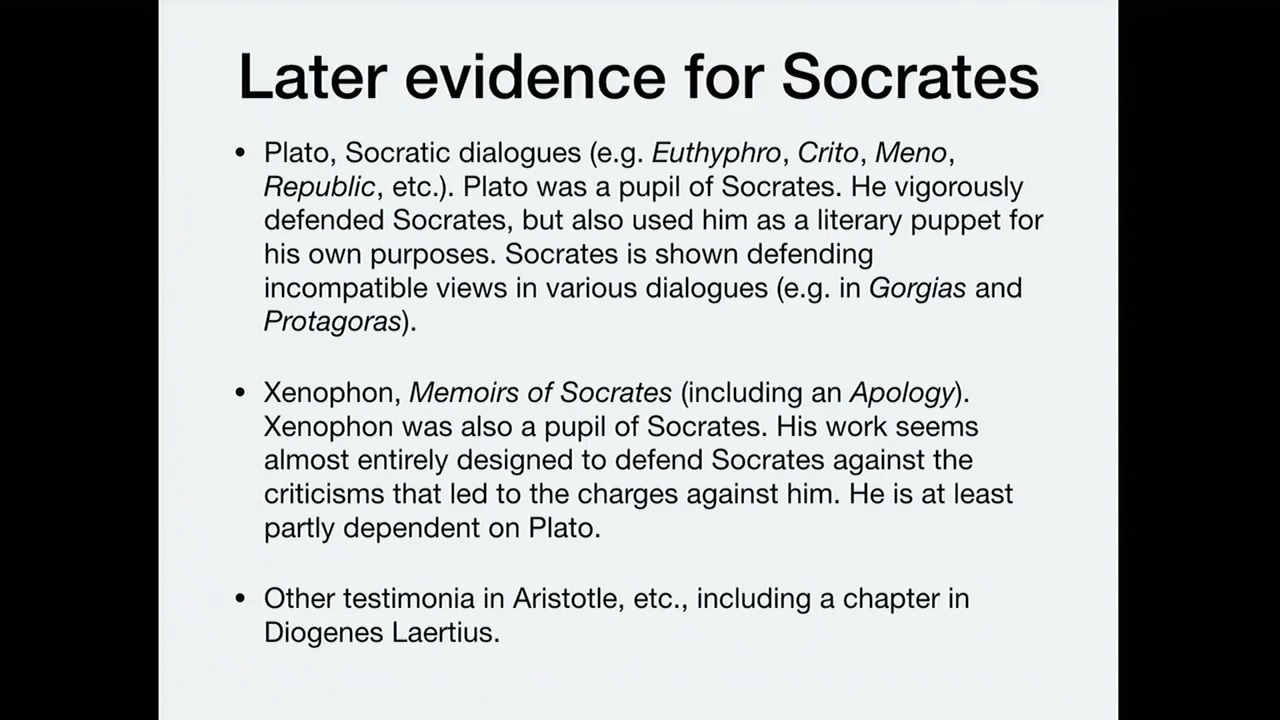 Later evidence for Socrates
• Plato, Socratic dialogues (e.g. Euthyphro, Crito, Meno,
Republic, etc.). Plato was a pupil of Socrates. He vigorously
defended Socrates, but also used him as a literary puppet for
his own purposes. Socrates is shown defending
incompatible views in various dialogues (e.g. in Gorgias and
Protagoras).
• Xenophon, Memoirs of Socrates (including an Apology).
Xenophon was also a pupil of Socrates. His work seems
almost entirely designed to defend Socrates against the
criticisms that led to the charges against him. He is at least
partly dependent on Plato.
• Other testimonia in Aristotle, etc., including a chapter in
Diogenes Laertius.